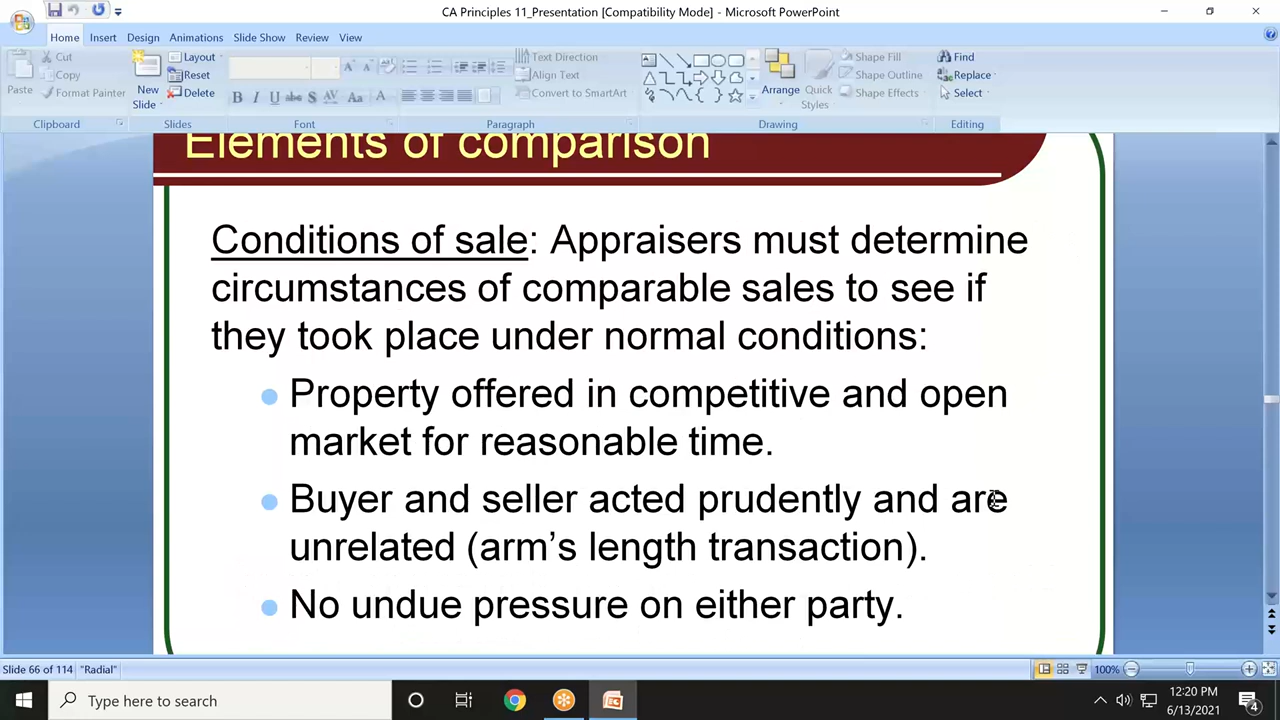 CA Principles 11_Presentation [Compatibility Mode] - Microsoft PowerPoint
Home Insert Design Animations Slide Show Review View
Cut
Copy
Format Painter
Paste
Clipboard
New
Slide
Layout
Reset
Delete
Slides
B I U abc S AV Aa A
Font
Text Direction
Align Text
Convert to SmartArt
Paragraph
Arrange
Quick
Styles
Shape Fill
Shape Outline
Shape Effects
Drawing
Find
Replace
Select
Editing
Elements of comparison
Conditions of sale: Appraisers must determine
circumstances of comparable sales to see if
they took place under normal conditions:
Property offered in competitive and open
market for reasonable time.
Buyer and seller acted prudently and are
unrelated (arm's length transaction).
No undue pressure on either party.
Slide 66 of 114 "Radial" 100%
Type here to search
12:20 PM
6/13/2021
4